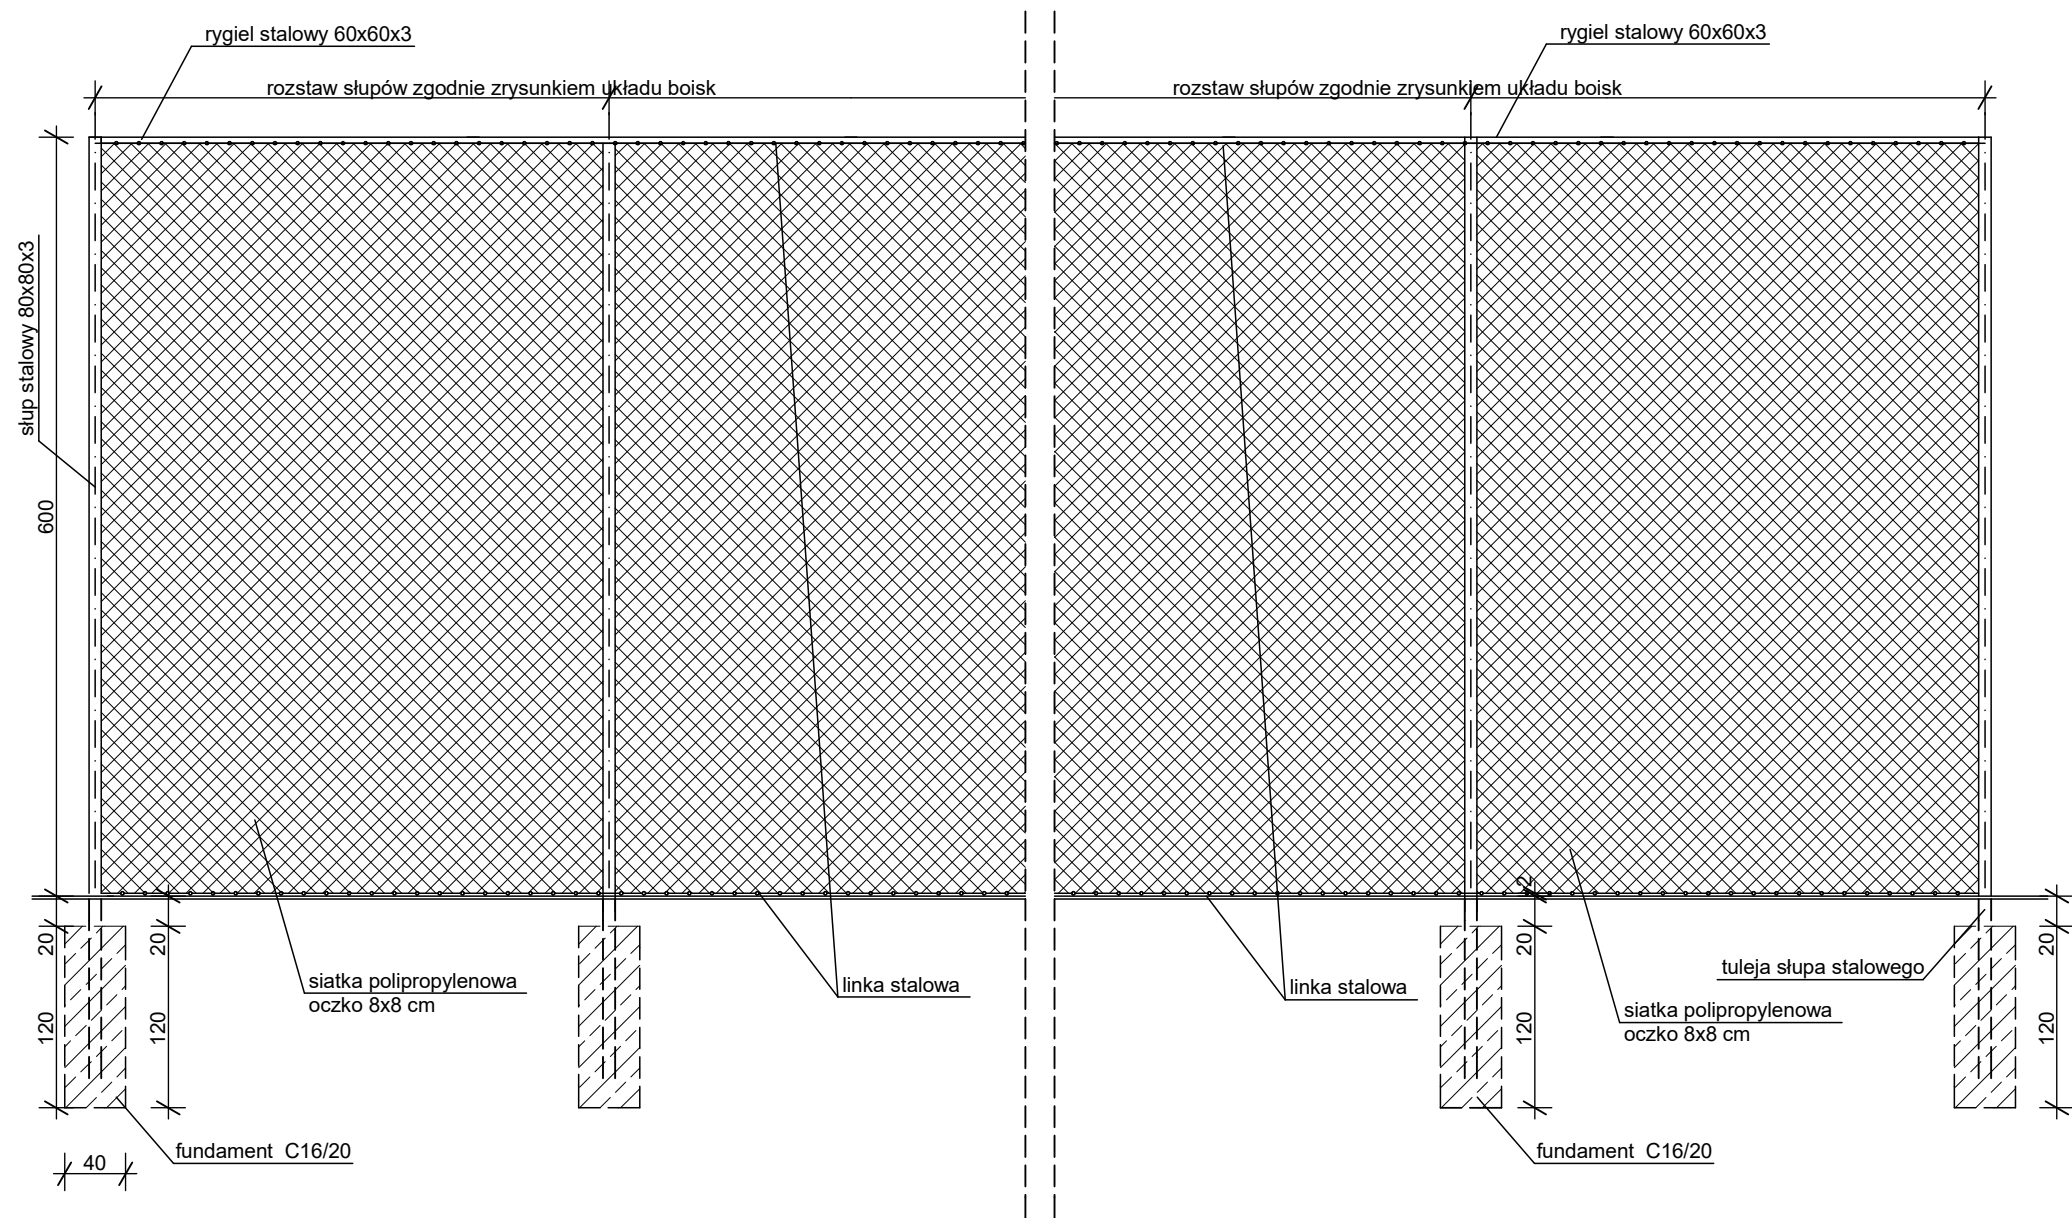 rygiel stalowy 60x60x3
rygiel stalowy 60x60x3
rozstaw słupów zgodnie zrysunkiem układu boisk
rozstaw słupów zgodnie zrysunkiem układu boisk
słup stalowy 80x80x3
600
2
20
20
20
20
120
120
120
120
siatka polipropylenowa
oczko 8x8 cm
linka stalowa
linka stalowa
tuleja słupa stalowego
siatka polipropylenowa
oczko 8x8 cm
fundament C16/20
fundament C16/20
40